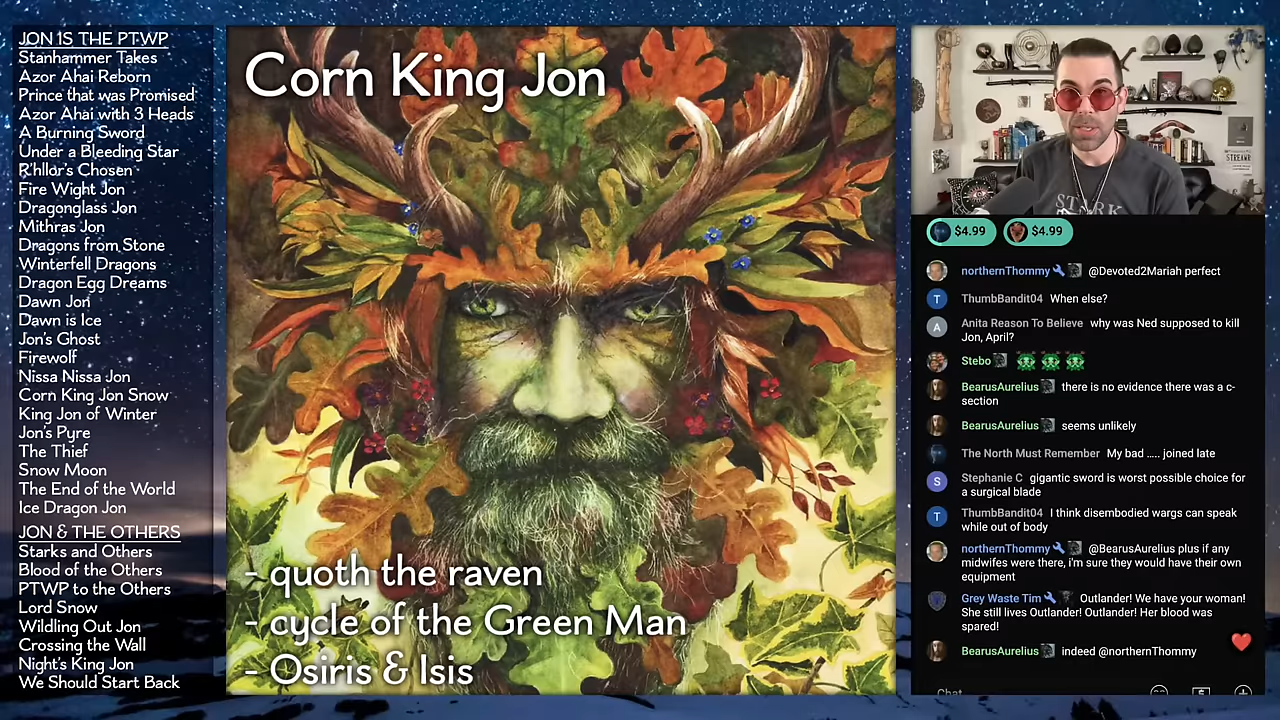 JON IS THE PTWP
Stanhammer Takes
Azor Ahai Reborn
Prince that was Promised
Azor Ahai with 3 Heads
A Burning Sword
Under a Bleeding Star
R'hllor's Chosen
Fire Wight Jon
Dragonglass Jon
Mithras Jon
Dragons from Stone
Winterfell Dragons
Dragon Egg Dreams
Dawn Jon
Dawn is Ice
Jon's Ghost
Firewolf
Nissa Nissa Jon
Corn King Jon Snow
King Jon of Winter
Jon's Pyre
The Thief
Snow Moon
The End of the World
Ice Dragon Jon
JON & THE OTHERS
Starks and Others
Blood of the Others
PTWP to the Others
Lord Snow
Wildling Out Jon
Crossing the Wall
Night's King Jon
We Should Start Back
Corn King Jon
- quoth the raven
- cycle of the Green Man
- Osiris & Isis
STARK
$4.99 $4.99
northernThommy @Devoted2Mariah perfect
T ThumbBandit04 When else?
A Anita Reason To Believe why was Ned supposed to kill
Jon, April?
Stebo
BearusAurelius there is no evidence there was a c-
section
BearusAurelius seems unlikely
The North Must Remember My bad ..... joined late
S Stephanie C gigantic sword is worst possible choice for
a surgical blade
T ThumbBandit04 I think disembodied wargs can speak
while out of body
northernThommy @BearusAurelius plus if any
midwifes were there, i'm sure they would have their own
equipment
Grey Waste Tim Outlander! We have your woman!
She still lives Outlander! Outlander! Her blood was
spared!
BearusAurelius indeed @northernThommy
Chat